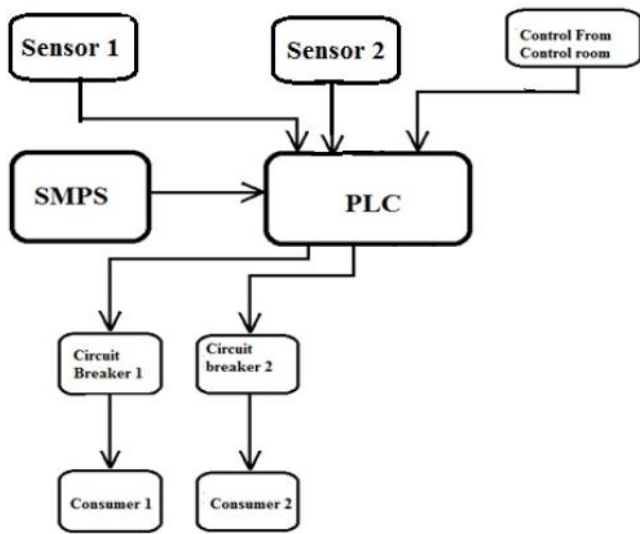 Sensor 1
Sensor 2
Control From
Control room
SMPS
PLC
Circuit
Breaker 1
Circuit
breaker 2
Consumer 1
Consumer 2